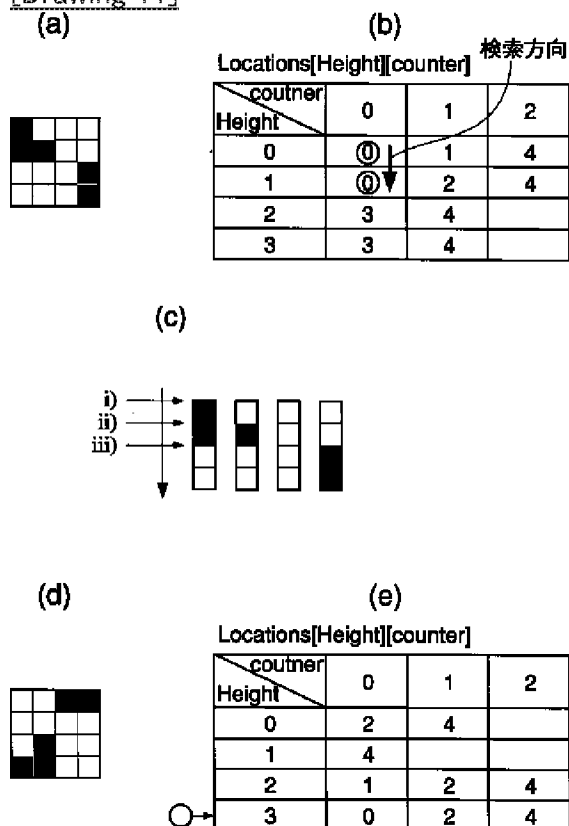 [Drawing 11]
(a)
(b)
Locations[Height][counter]
検索方向
coutner
Height
0 1 2
0 0 1 4
1 0 2 4
2 3 4
3 3 4
(c)
i)
ii)
iii)
(d)
(e)
Locations[Height][counter]
coutner
Height
0 1 2
0 2 4
1 4
2 1 2 4
3 0 2 4